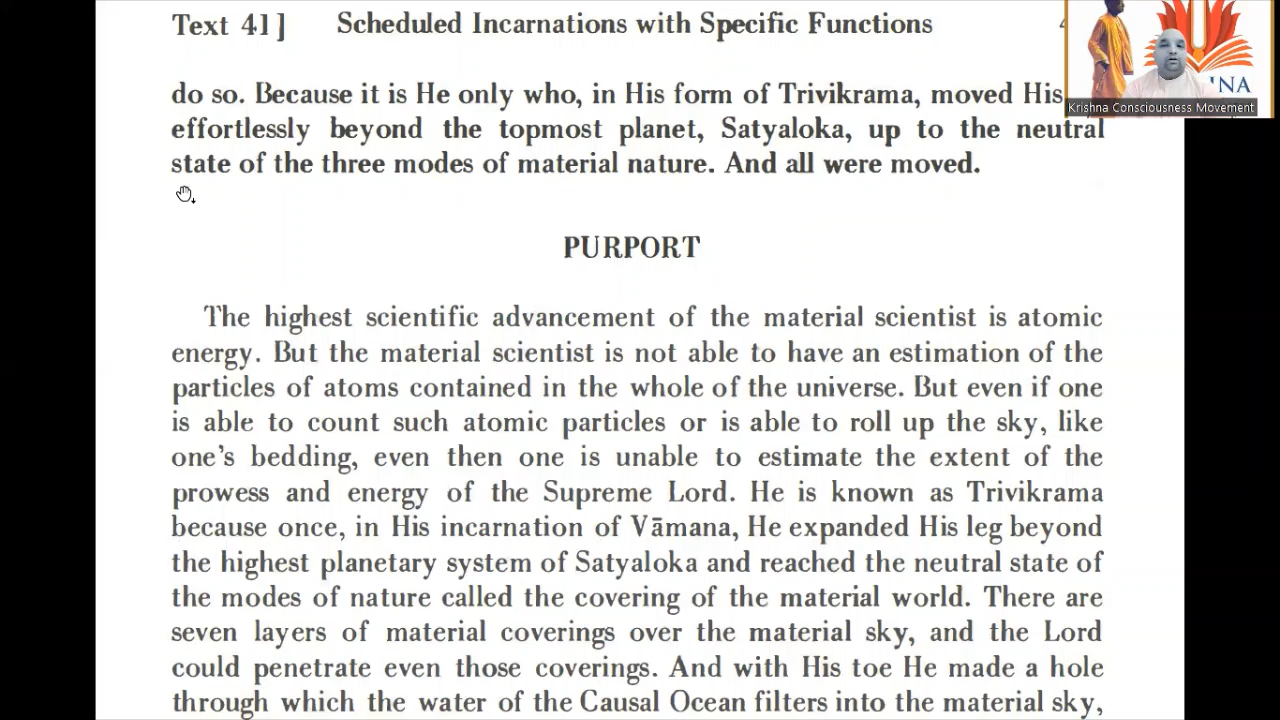 Text 41] Scheduled Incarnations with Specific Functions
do so. Because it is He only who, in His form of Trivikrama, moved His
effortlessly beyond the topmost planet, Satyaloka, up to the neutral
state of the three modes of material nature. And all were moved.
PURPORT
The highest scientific advancement of the material scientist is atomic
energy. But the material scientist is not able to have an estimation of the
particles of atoms contained in the whole of the universe. But even if one
is able to count such atomic particles or is able to roll up the sky, like
one's bedding, even then one is unable to estimate the extent of the
prowess and energy of the Supreme Lord. He is known as Trivikrama
because once, in His incarnation of Vāmana, He expanded His leg beyond
the highest planetary system of Satyaloka and reached the neutral state of
the modes of nature called the covering of the material world. There are
seven layers of material coverings over the material sky, and the Lord
could penetrate even those coverings. And with His toe He made a hole
through which the water of the Causal Ocean filters into the material sky,
NA
Krishna Consciousness Movement